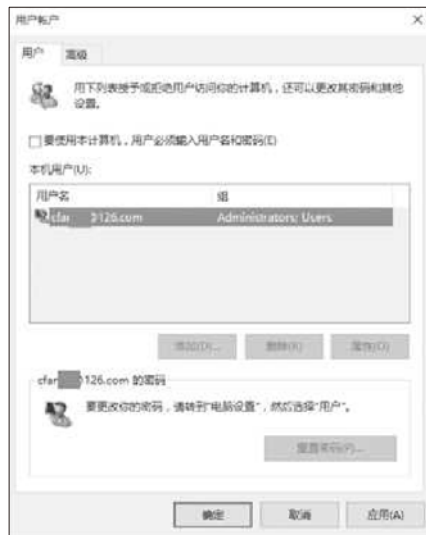 用户帐户
用户 高级
用下列表授予或拒绝用户访问你的计算机，还可以更改其密码和其他
设置。
要使用本计算机，用户必须输入用户名和密码(E)
本机用户(U):
用户名 组
cfan 126.com Administrators; Users
添加(D)... 删除(R) 属性(O)
cfan 126.com 的密码
要更改你的密码，请转到"电脑设置"，然后选择"用户"。
重置密码(P)...
确定 取消 应用(A)